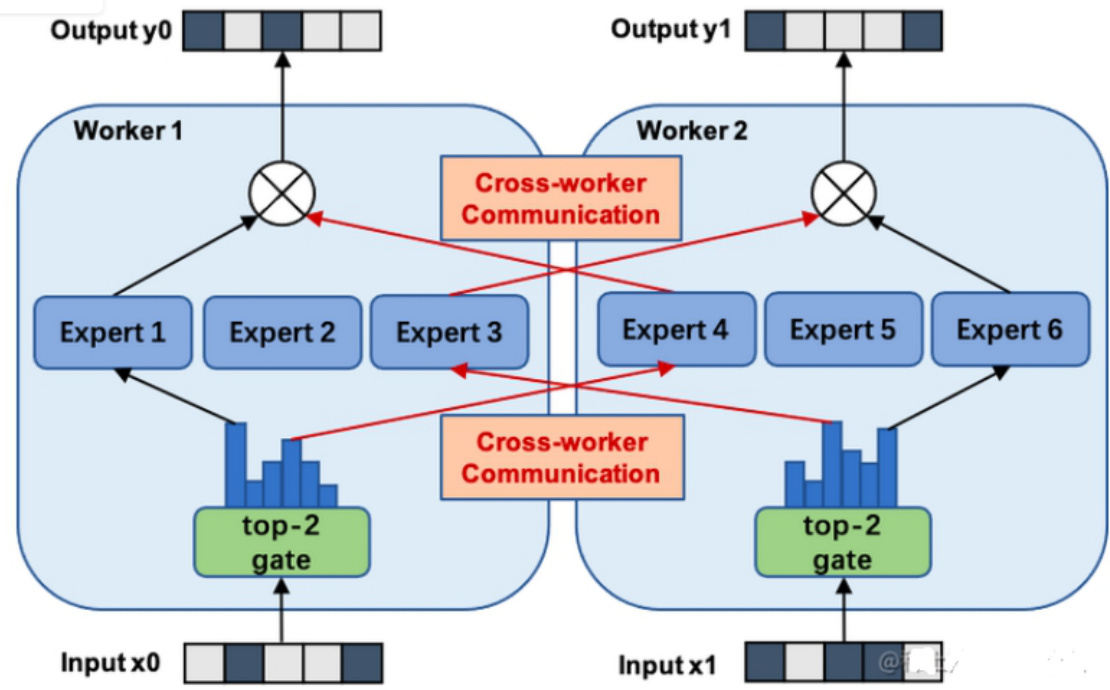 Output y0
Output y1
Worker 1
Worker 2
Cross-worker
Communication
Expert 1
Expert 2
Expert 3
Expert 4
Expert 5
Expert 6
Cross-worker
Communication
top-2
gate
top-2
gate
Input x0
Input x1